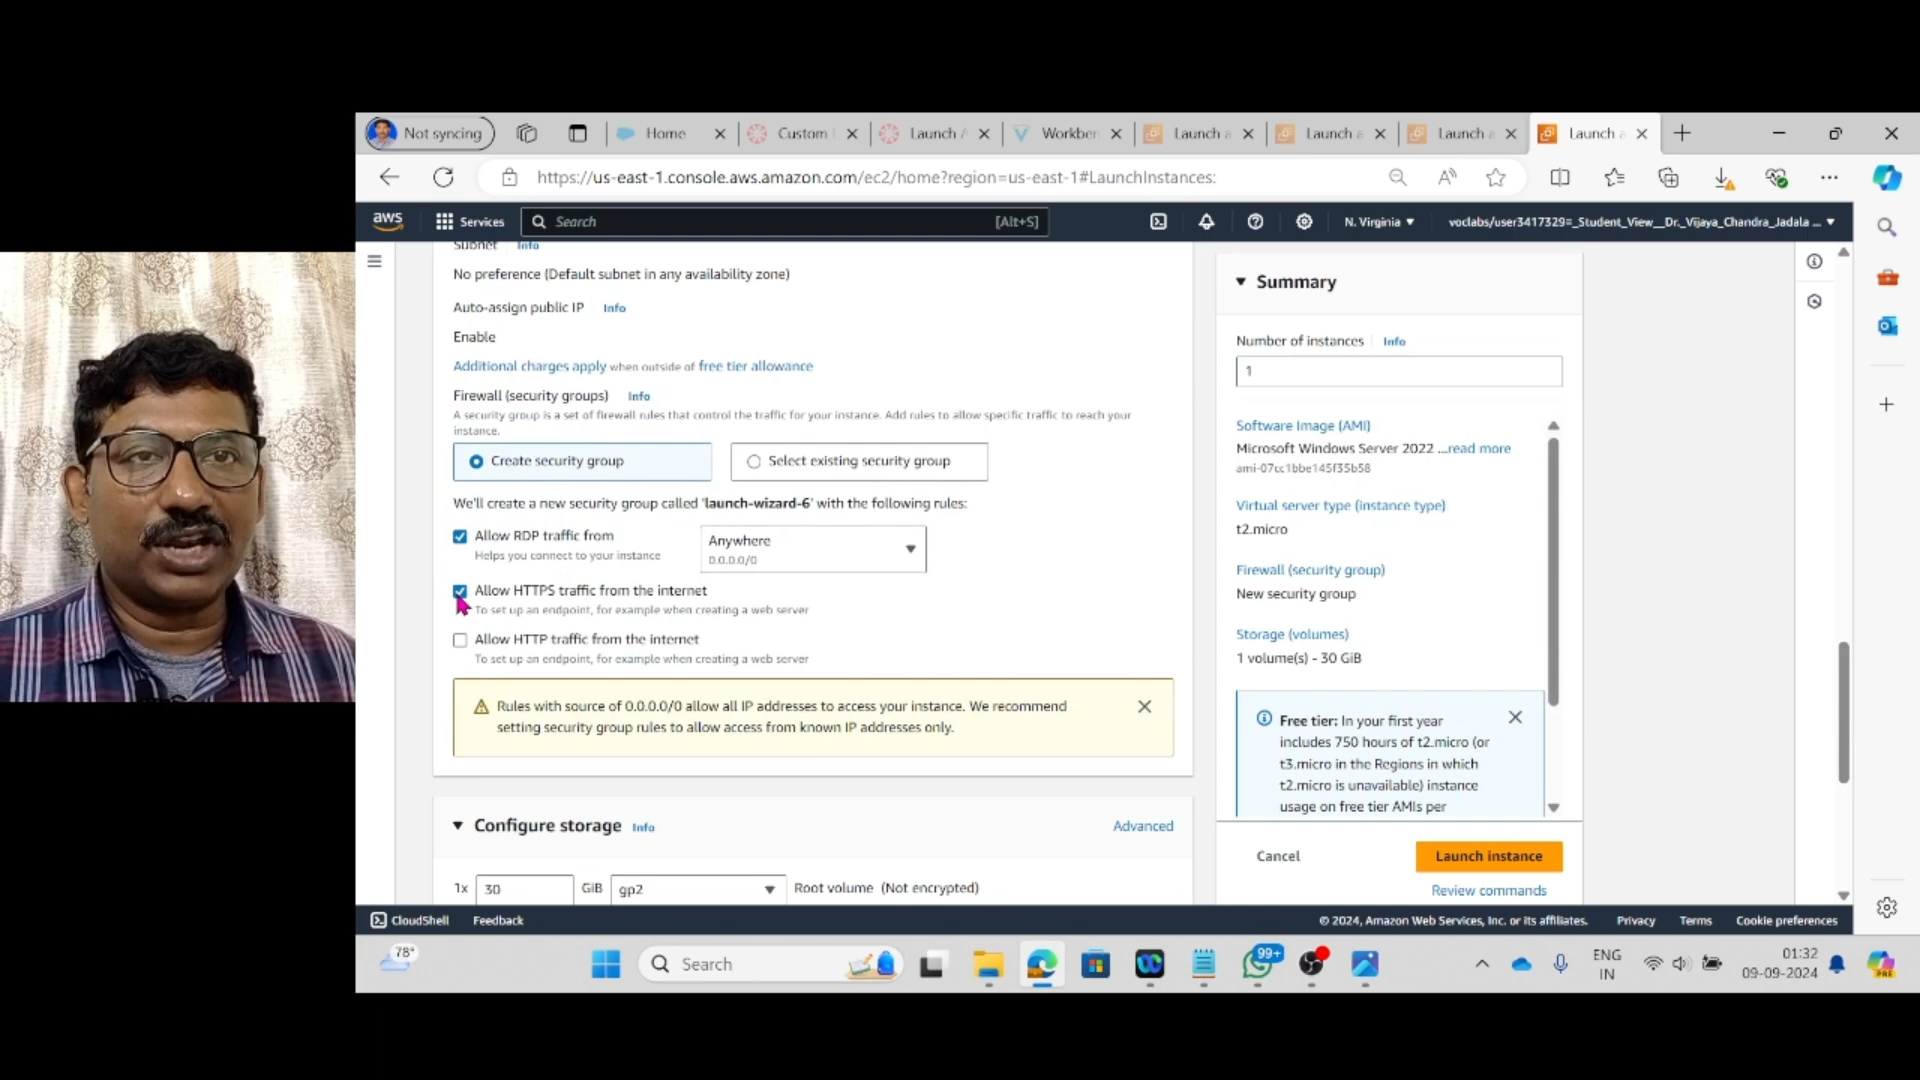 Not syncing
Home
Custom
Launch
Workben
Launch a
Launch a
Launch a
Launch a
https://us-east-1.console.aws.amazon.com/ec2/home?region=us-east-1#LaunchInstances:
aws
Services
Search
[Alt+S]
N. Virginia
voclabs/user3417329=_Student_View__Dr._Vijaya_Chandra_Jadala ...
Subnet Info
No preference (Default subnet in any availability zone)
Auto-assign public IP Info
Enable
Additional charges apply when outside of free tier allowance
Firewall (security groups) Info
A security group is a set of firewall rules that control the traffic for your instance. Add rules to allow specific traffic to reach your
instance.
Create security group
Select existing security group
We'll create a new security group called 'launch-wizard-6' with the following rules:
Allow RDP traffic from
Helps you connect to your instance
Anywhere
0.0.0.0/0
Allow HTTPS traffic from the internet
To set up an endpoint, for example when creating a web server
Allow HTTP traffic from the internet
To set up an endpoint, for example when creating a web server
Rules with source of 0.0.0.0/0 allow all IP addresses to access your instance. We recommend
setting security group rules to allow access from known IP addresses only.
Configure storage Info
Advanced
1x 30 GiB gp2 Root volume (Not encrypted)
Summary
Number of instances Info
1
Software Image (AMI)
Microsoft Windows Server 2022 ...read more
ami-07cc1bbe145f35b58
Virtual server type (instance type)
t2.micro
Firewall (security group)
New security group
Storage (volumes)
1 volume(s) - 30 GiB
Free tier: In your first year
includes 750 hours of t2.micro (or
t3.micro in the Regions in which
t2.micro is unavailable) instance
usage on free tier AMIs per
Cancel
Launch instance
Review commands
CloudShell
Feedback
© 2024, Amazon Web Services, Inc. or its affiliates.
Privacy
Terms
Cookie preferences
78°
Search
99+
ENG
IN
01:32
09-09-2024
PRE